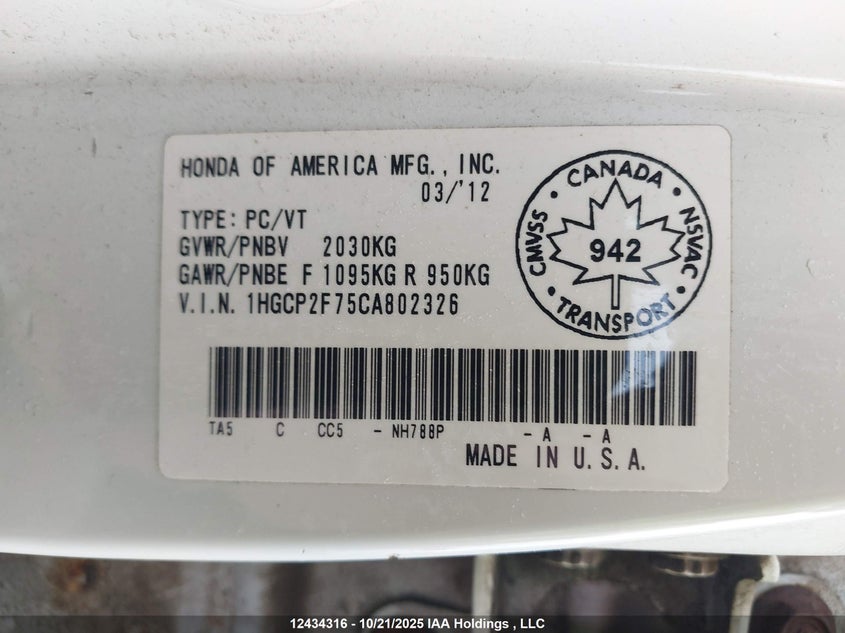 HONDA OF AMERICA MFG., INC.
03/'12
TYPE: PC/VT
GVWR/PNBV 2030KG
GAWR/PNBE F 1095KG R 950KG
V.I.N. 1HGCP2F75CA802326
CANADA
CMVSS
NSVAC
942
TRANSPORT
TA5 C CC5 - NH788P - A - A
MADE IN U.S.A.
12434316 - 10/21/2025 IAA Holdings , LLC